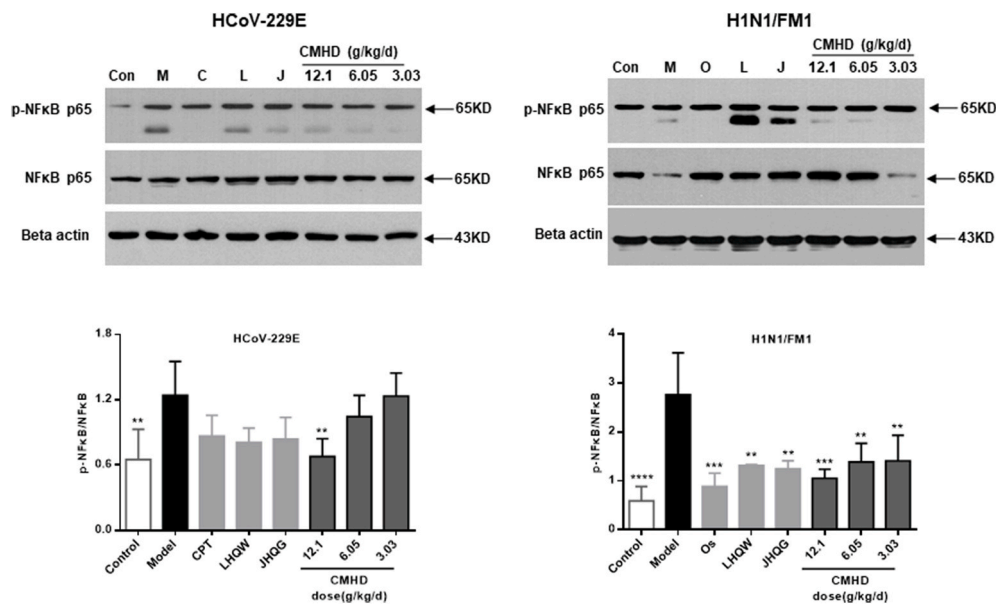 HCoV-229E
CMHD (g/kg/d)
Con M C L J 12.1 6.05 3.03
p-NFκB p65
65KD
NFκB p65
65KD
Beta actin
43KD
H1N1/FM1
CMHD (g/kg/d)
Con M O L J 12.1 6.05 3.03
p-NFκB p65
65KD
NFκB p65
65KD
Beta actin
43KD
HCoV-229E
p-NFκB/NFκB
1.8
1.2
0.6
0.0
**
**
Control Model CPT LHQW JHQG 12.1 6.05 3.03
CMHD
dose(g/kg/d)
H1N1/FM1
p-NFκB/NFκB
4
3
2
1
0
****
***
**
**
***
**
**
Control Model Os LHQW JHQG 12.1 6.05 3.03
CMHD
dose(g/kg/d)